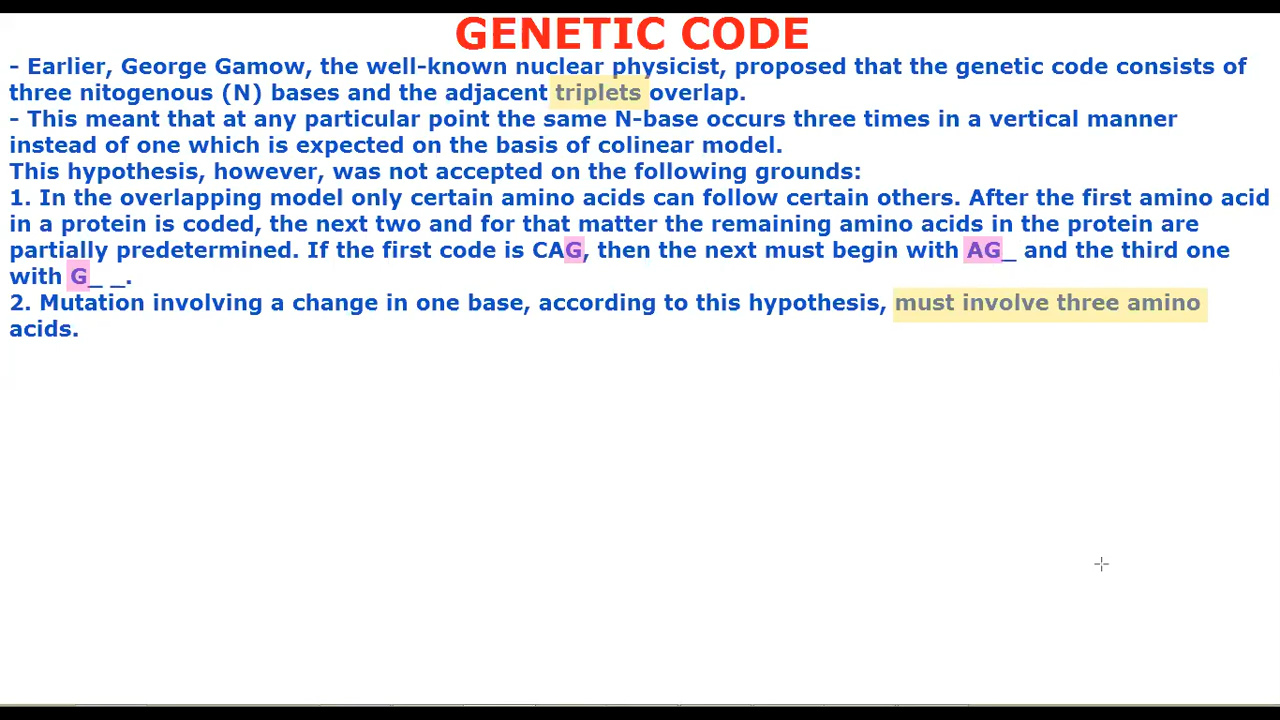 GENETIC CODE
- Earlier, George Gamow, the well-known nuclear physicist, proposed that the genetic code consists of
three nitogenous (N) bases and the adjacent triplets overlap.
- This meant that at any particular point the same N-base occurs three times in a vertical manner
instead of one which is expected on the basis of colinear model.
This hypothesis, however, was not accepted on the following grounds:
1. In the overlapping model only certain amino acids can follow certain others. After the first amino acid
in a protein is coded, the next two and for that matter the remaining amino acids in the protein are
partially predetermined. If the first code is CAG, then the next must begin with AG_ and the third one
with G_ _.
2. Mutation involving a change in one base, according to this hypothesis, must involve three amino
acids.